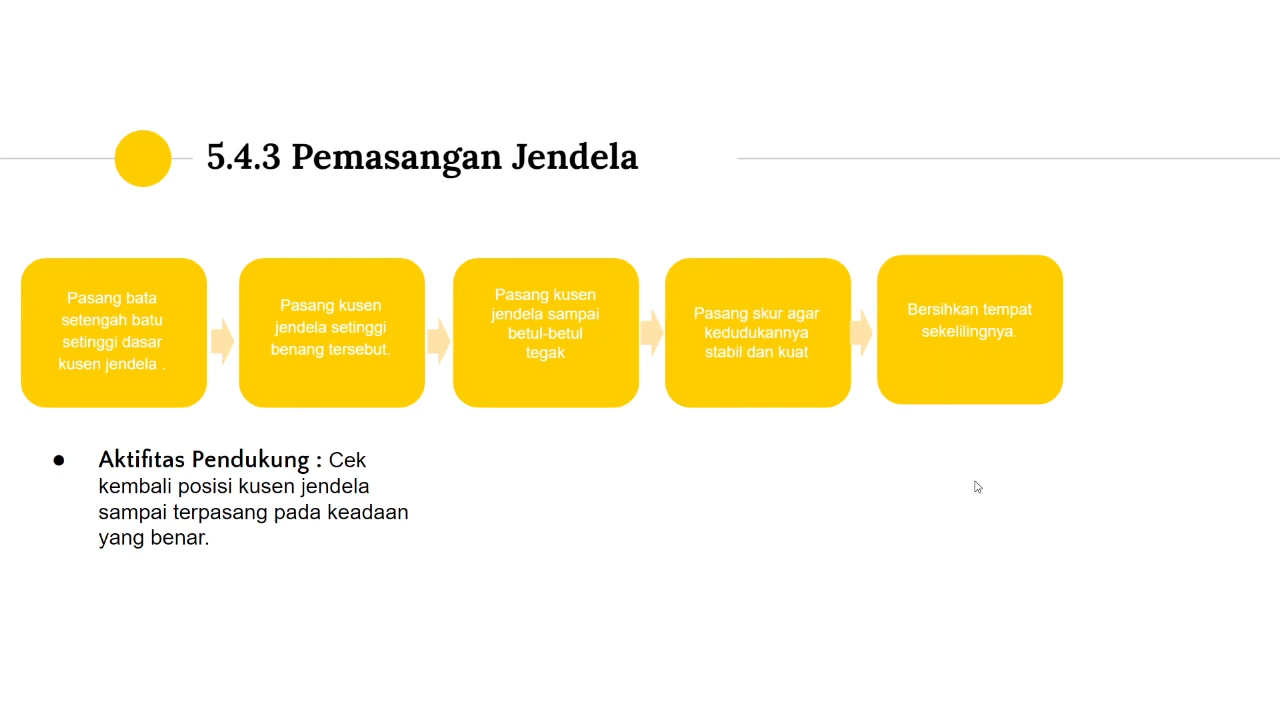 5.4.3 Pemasangan Jendela
Pasang bata
setengah batu
setinggi dasar
kusen jendela .
Pasang kusen
jendela setinggi
benang tersebut.
Pasang kusen
jendela sampai
betul-betul
tegak
Pasang skur agar
kedudukannya
stabil dan kuat
Bersihkan tempat
sekelilingnya.
● Aktifitas Pendukung : Cek
kembali posisi kusen jendela
sampai terpasang pada keadaan
yang benar.